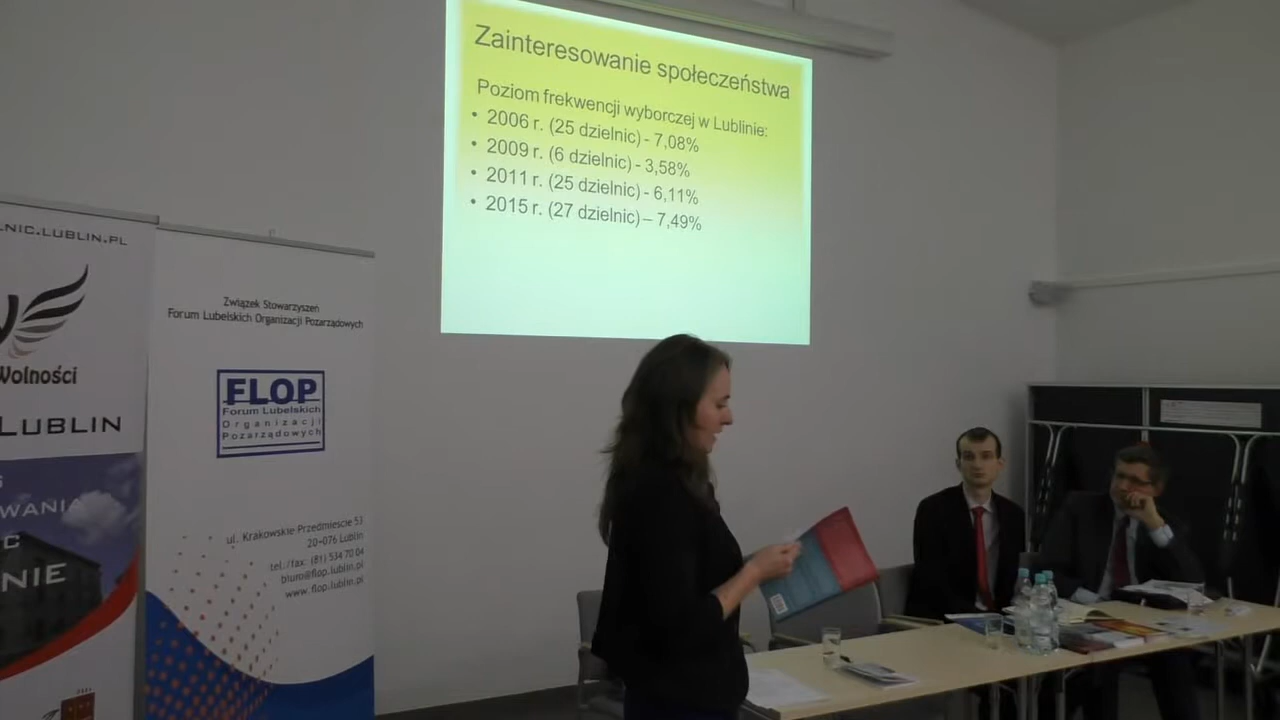 Zainteresowanie społeczeństwa
Poziom frekwencji wyborczej w Lublinie:
• 2006 r. (25 dzielnic) - 7,08%
• 2009 r. (6 dzielnic) - 3,58%
• 2011 r. (25 dzielnic) - 6,11%
• 2015 r. (27 dzielnic) – 7,49%
NIC.LUBLIN.PL
Wolności
LUBLIN
WANIA
NIE
Związek Stowarzyszeń
Forum Lubelskich Organizacji Pozarządowych
FLOP
Forum Lubelskich
Organizacji
Pozarządowych
ul. Krakowskie Przedmieście 53
20-076 Lublin
tel./fax. (81) 534 70 04
biuro@flop.lublin.pl
www.flop.lublin.pl